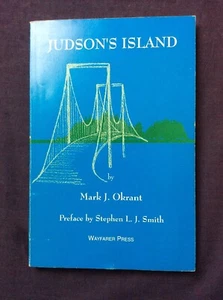 JUDSON'S ISLAND
by
Mark J. Okrant
Preface by Stephen L. J. Smith
WAYFARER PRESS